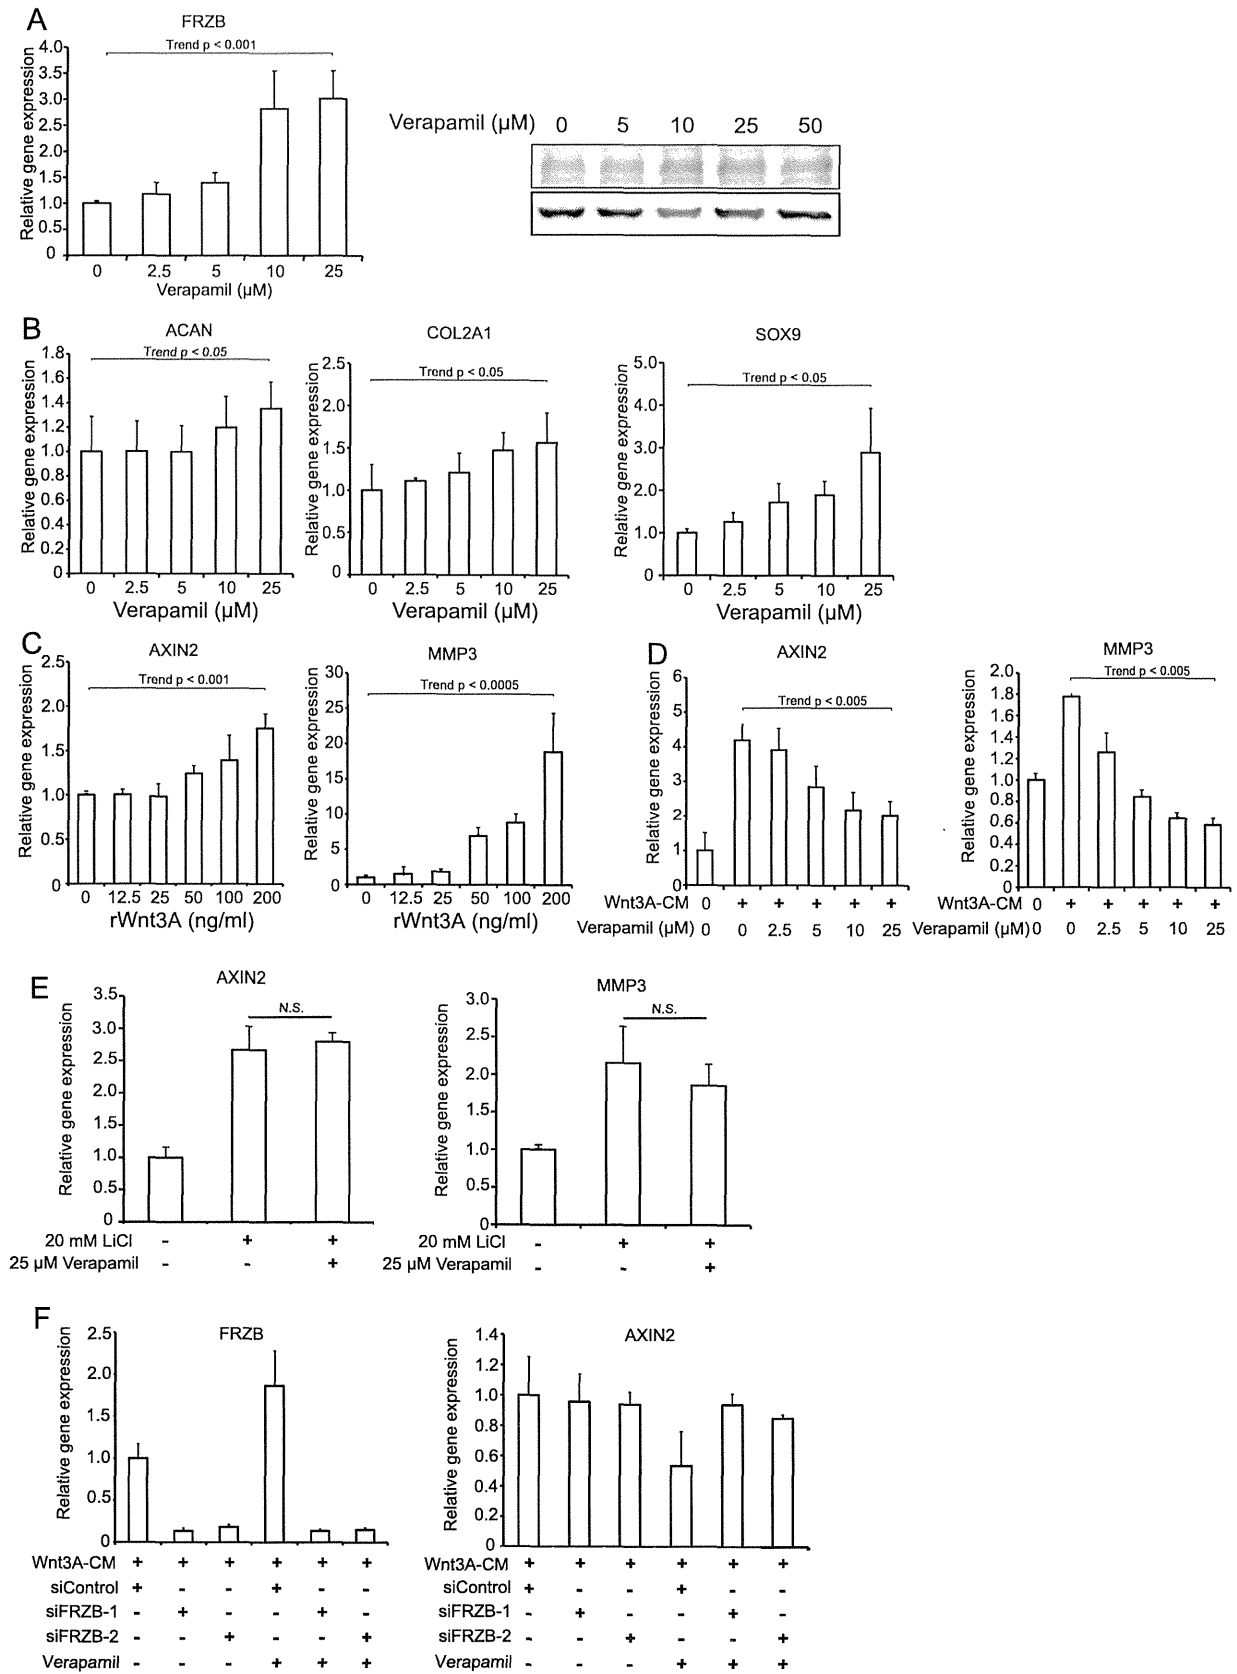 A
FRZB
Trend p < 0.001
Relative gene expression
4.0
3.5
3.0
2.5
2.0
1.5
1.0
0.5
0
0 2.5 5 10 25
Verapamil (µM)
Verapamil (µM) 0 5 10 25 50
B
ACAN
Trend p < 0.05
Relative gene expression
1.8
1.6
1.4
1.2
1.0
0.8
0.6
0.4
0.2
0
0 2.5 5 10 25
Verapamil (µM)
COL2A1
Trend p < 0.05
Relative gene expression
2.5
2.0
1.5
1.0
0.5
0
0 2.5 5 10 25
Verapamil (µM)
SOX9
Trend p < 0.05
Relative gene expression
5.0
4.0
3.0
2.0
1.0
0
0 2.5 5 10 25
Verapamil (µM)
C
AXIN2
Trend p < 0.001
Relative gene expression
2.5
2.0
1.5
1.0
0.5
0
0 12.5 25 50 100 200
rWnt3A (ng/ml)
MMP3
Trend p < 0.0005
Relative gene expression
30
25
20
15
10
5
0
0 12.5 25 50 100 200
rWnt3A (ng/ml)
D
AXIN2
Trend p < 0.005
Relative gene expression
6
5
4
3
2
1
0
Wnt3A-CM 0 + + + + +
Verapamil (µM) 0 0 2.5 5 10 25
MMP3
Trend p < 0.005
Relative gene expression
2.0
1.8
1.6
1.4
1.2
1.0
0.8
0.6
0.4
0.2
0
Wnt3A-CM 0 + + + + +
Verapamil (µM) 0 0 2.5 5 10 25
E
AXIN2
N.S.
Relative gene expression
3.5
3.0
2.5
2.0
1.5
1.0
0.5
0
20 mM LiCl - + +
25 µM Verapamil - - +
MMP3
N.S.
Relative gene expression
3.0
2.5
2.0
1.5
1.0
0.5
0
20 mM LiCl - + +
25 µM Verapamil - - +
F
FRZB
Relative gene expression
2.5
2.0
1.5
1.0
0.5
0
Wnt3A-CM + + + + + +
siControl + - - + - -
siFRZB-1 - + - - + -
siFRZB-2 - - + - - +
Verapamil - - - + + +
AXIN2
Relative gene expression
1.4
1.2
1.0
0.8
0.6
0.4
0.2
0
Wnt3A-CM + + + + + +
siControl + - - + - -
siFRZB-1 - + - - + -
siFRZB-2 - - + - - +
Verapamil - - - + + +